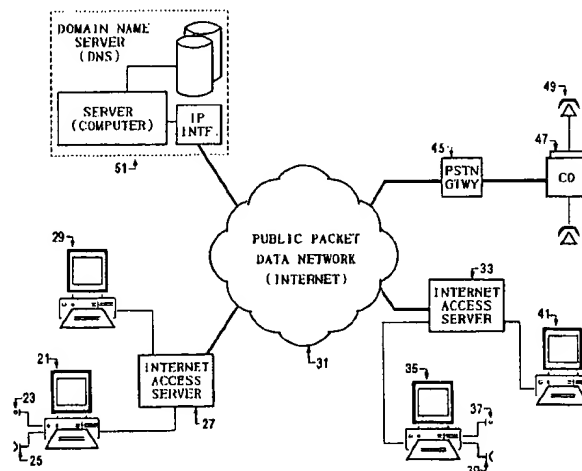 DOMAIN NAME
SERVER
(DNS)
SERVER
(COMPUTER)
IP
INTF.
51
49
47
45
PSTN
GTWY
CO
29
PUBLIC PACKET
DATA NETWORK
(INTERNET)
33
INTERNET
ACCESS
SERVER
41
21
23
25
INTERNET
ACCESS
SERVER
27
31
35
37
39